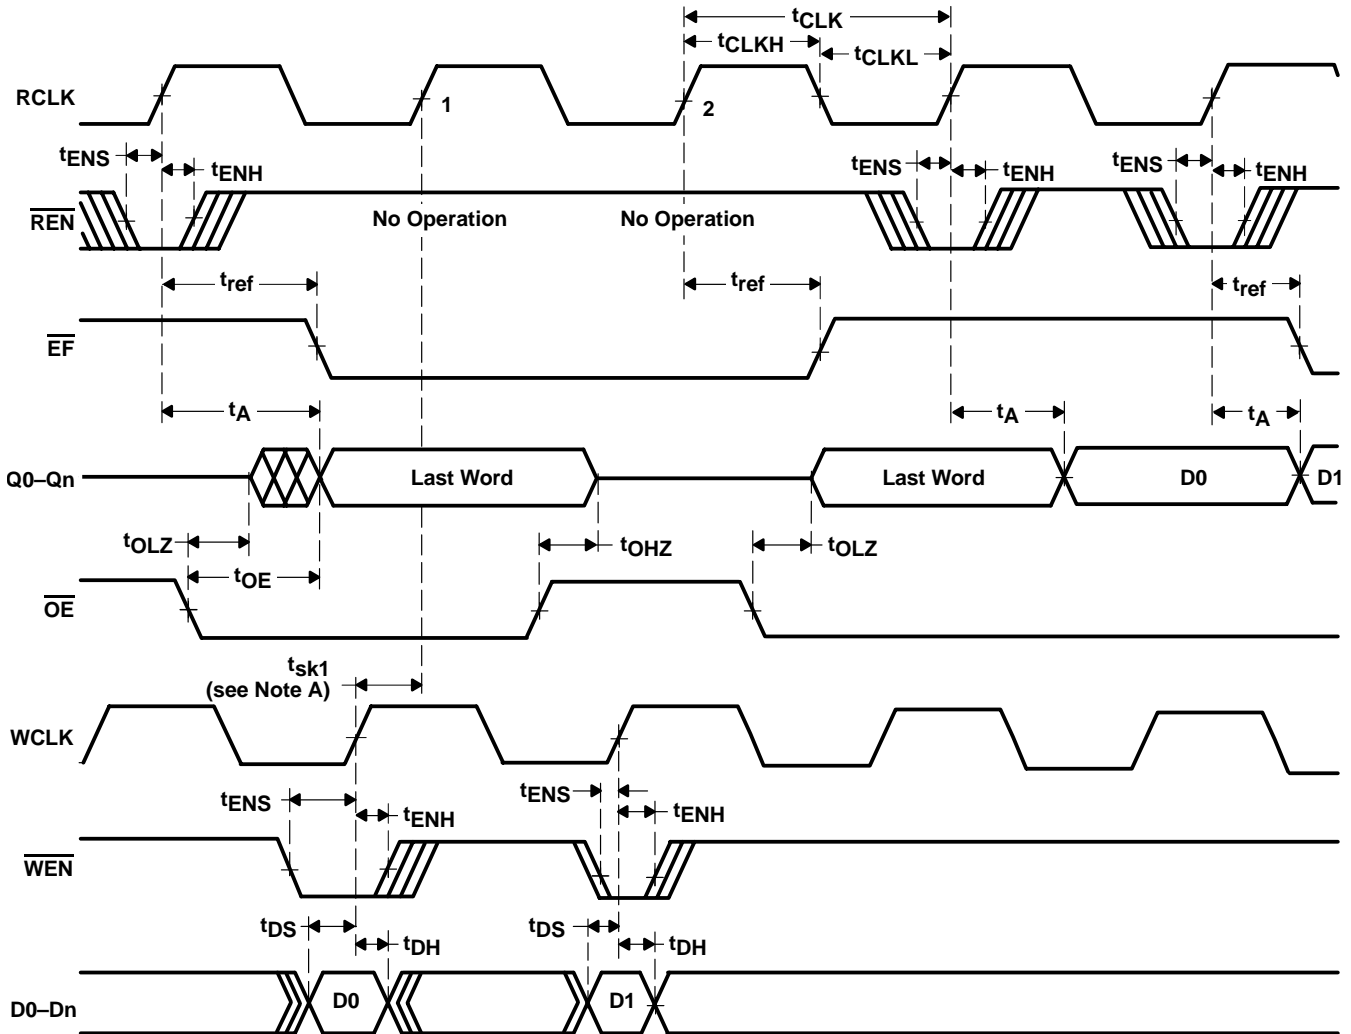 tCLK
tCLKH
tCLKL
RCLK
1
2
tENS
tENH
tENS
tENH
tENS
tENH
REN
No Operation
No Operation
tref
tref
tref
EF
tA
tA
tA
Q0–Qn
Last Word
Last Word
D0
D1
tOLZ
tOHZ
tOLZ
tOE
OE
tsk1
(see Note A)
WCLK
tENS
tENH
tENS
tENH
WEN
tDS
tDH
tDS
tDH
D0–Dn
D0
D1